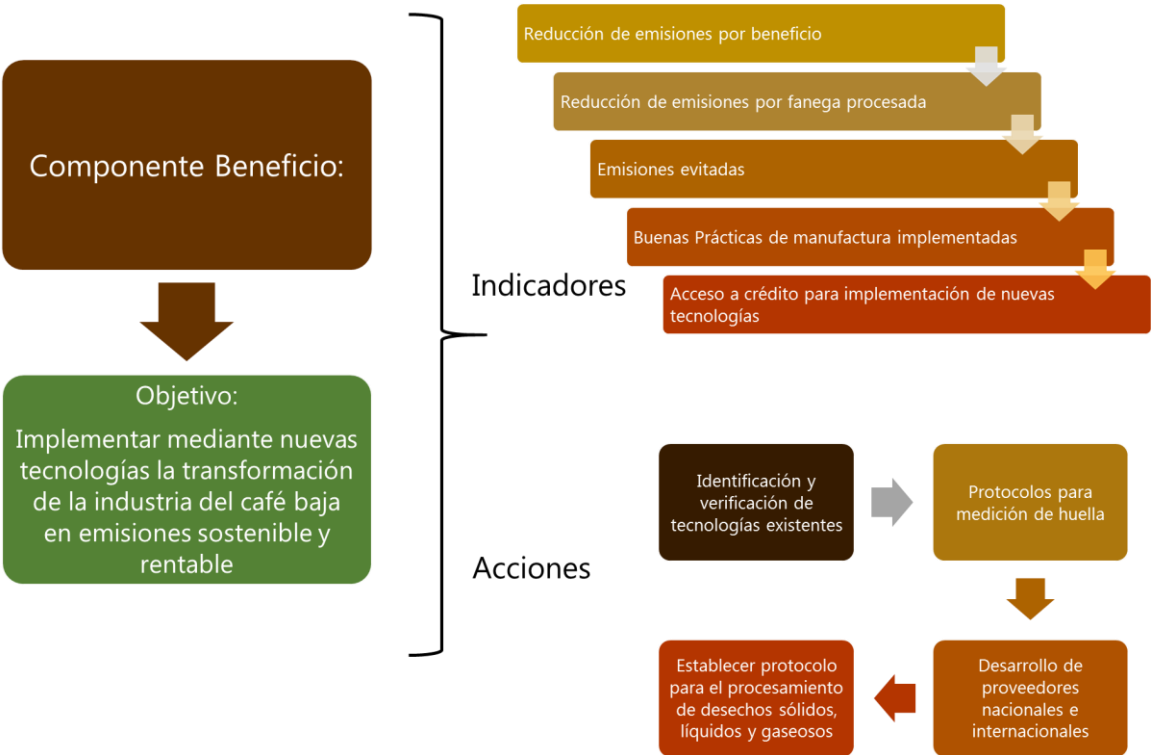 Componente Beneficio:
Objetivo:
Implementar mediante nuevas
tecnologías la transformación
de la industria del café baja
en emisiones sostenible y
rentable
Indicadores
Reducción de emisiones por beneficio
Reducción de emisiones por fanega procesada
Emisiones evitadas
Buenas Prácticas de manufactura implementadas
Acceso a crédito para implementación de nuevas
tecnologías
Acciones
Identificación y
verificación de
tecnologías existentes
Protocolos para
medición de huella
Desarrollo de
proveedores
nacionales e
internacionales
Establecer protocolo
para el procesamiento
de desechos sólidos,
líquidos y gaseosos